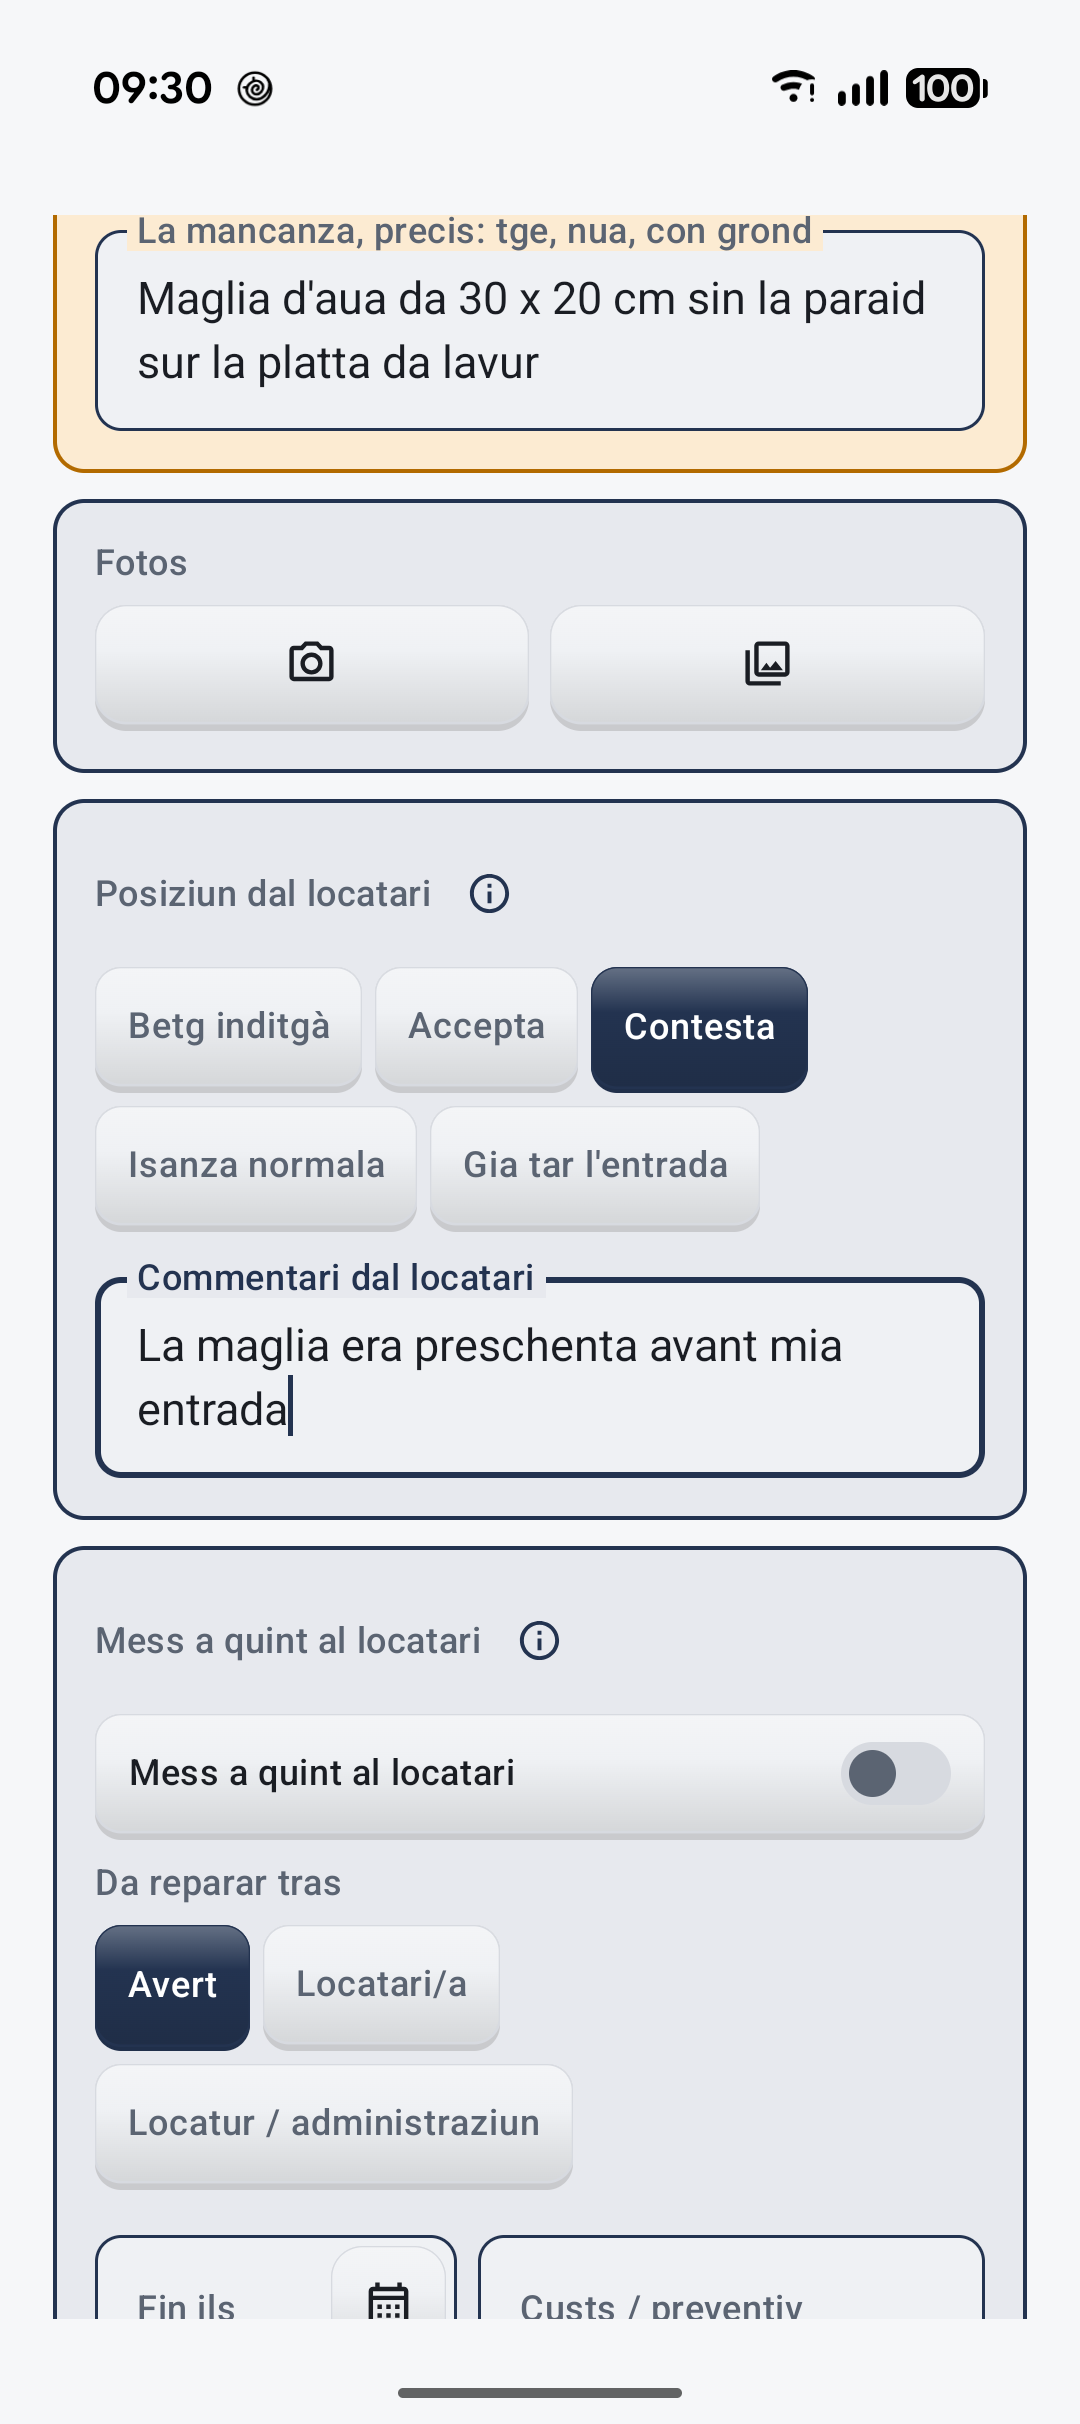 09:30
100
La mancanza, precis: tge, nua, con grond
Maglia d'aua da 30 x 20 cm sin la paraid
sur la platta da lavur
Fotos
Posiziun dal locatari
Betg inditgà
Accepta
Contesta
Isanza normala
Gia tar l'entrada
Commentari dal locatari
La maglia era preschenta avant mia
entrada
Mess a quint al locatari
Mess a quint al locatari
Da reparar tras
Avert
Locatari/a
Locatur / administraziun
Fin ils
Custs / preventiv